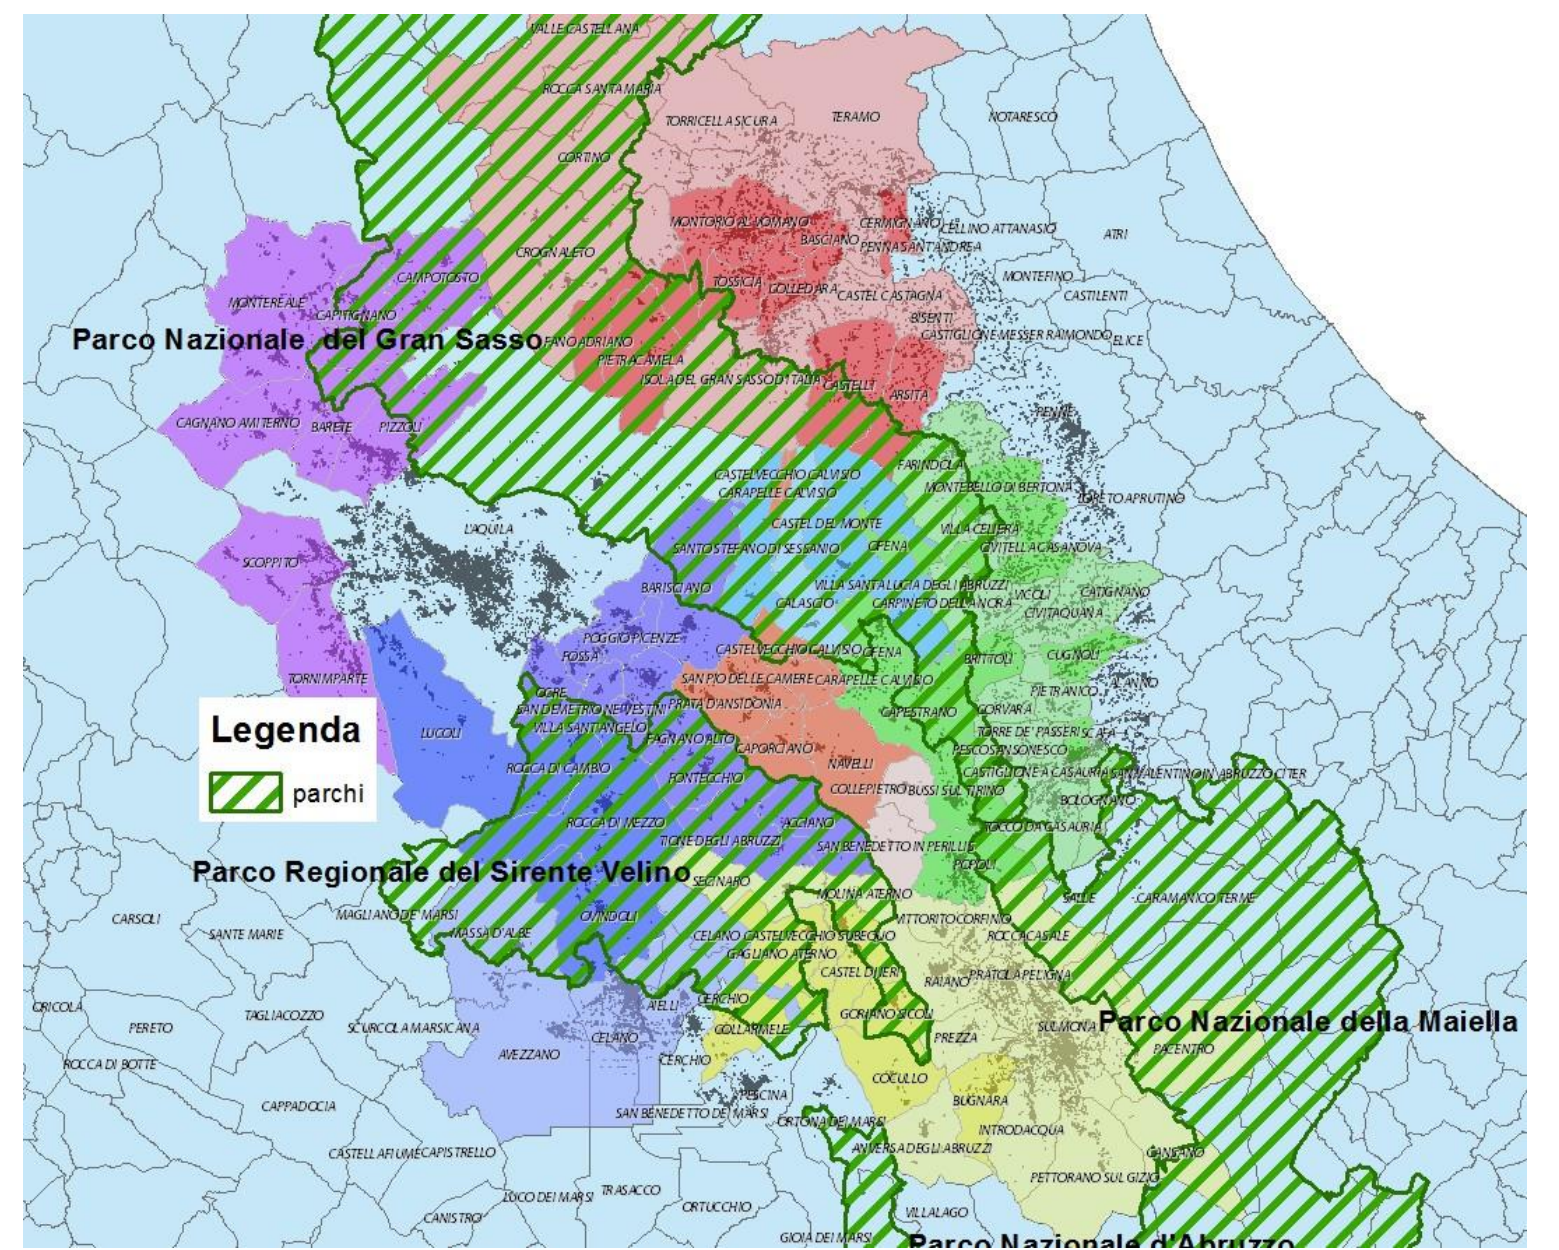 VALLE CASTELLANA
ROCCA SANTA MARIA
TORRICELLA SICURA
TERAMO
NOTARESCO
CORTINO
MONTORIO AL VOMANO
CERMIGNANO
CELLINO ATTANASIO
BASCIANO
PENNA SANT'ANDREA
ATRI
CROGNALETO
CAMPOTOSTO
MONTEFINO
TOSSICIA
COLLEDARA
CASTEL CASTAGNA
CASTILENTI
MONTEREALE
CAPITIGNANO
BISENTI
CASTIGLIONE MESSER RAIMONDO
ELICE
Parco Nazionale del Gran Sasso
FANO ADRIANO
PIETRACAMELA
ISOLA DEL GRAN SASSO D'ITALIA
CASTELLI
ARSITA
CAGNANO AMITERNO
BARETE
PIZZOLI
PENNE
FARINDOLA
CASTELVECCHIO CALVISIO
CARAPELLE CALVISIO
MONTEBELLO DI BERTONA
LORETO APRUTINO
L'AQUILA
CASTEL DEL MONTE
VILLA CELIERA
SANTO STEFANO DI SESSANIO
OFENA
CIVITELLA CASANOVA
SCOPPITO
BARISCIANO
VILLA SANTA LUCIA DEGLI ABRUZZI
VICOLI
CATIGNANO
CALASCIO
CARPINETO DELLA NORA
CIVITAQUANA
POGGIO PICENZE
FOSSA
CASTELVECCHIO CALVISIO
OFENA
BRITTOLI
CUGNOLI
TORNIMPARTE
SAN PIO DELLE CAMERE
CARAPELLE CALVISIO
ALANNO
OCRE
PIETRANICO
SAN DEMETRIO NE' VESTINI
PRATA D'ANSIDONIA
CAPESTRANO
CORVARA
Legenda
LUCOLI
VILLA SANT'ANGELO
FAGNANO ALTO
CAPORCIANO
TORRE DE' PASSERI
SCAFA
PESCOSANSONESCO
NAVELLI
ROCCA DI CAMBIO
FONTECCHIO
CASTIGLIONE A CASAURIA
SAN VALENTINO IN ABRUZZO CITER
parchi
COLLEPIETRO
BUSSI SUL TIRINO
BOLOGNANO
ROCCA DI MEZZO
ACCIANO
TOCCO DA CASAURIA
TIONE DEGLI ABRUZZI
SAN BENEDETTO IN PERILLIS
POPOLI
Parco Regionale del Sirente Velino
SECINARO
MOLINA ATERNO
SALLE
CARAMANICO TERME
CARSOLI
MAGLIANO DE' MARSI
OVINDOLI
VITTORITO
CORFINIO
SANTE MARIE
MASSA D'ALBE
CELANO
CASTELVECCHIO SUBEQUO
ROCCACASALE
GAGLIANO ATERNO
CASTEL DI IERI
RAIANO
PRATOLA PELIGNA
ORICOLA
AIELLI
CERCHIO
TAGLIACOZZO
GORIANO SICOLI
Parco Nazionale della Maiella
PERETO
SCURCOLA MARSICANA
COLLARMELE
SULMONA
CELANO
PREZZA
PACENTRO
AVEZZANO
CERCHIO
ROCCA DI BOTTE
COCULLO
PESCINA
BUGNARA
CAPPADOCIA
SAN BENEDETTO DEI MARSI
ORTONA DEI MARSI
INTRODACQUA
CASTELLAFIUME
CAPISTRELLO
ANVERSA DEGLI ABRUZZI
CANSANO
PETTORANO SUL GIZIO
LUCO DEI MARSI
TRASACCO
ORTUCCHIO
VILLALAGO
CANISTRO
GIOIA DEI MARSI
Parco Nazionale d'Abruzzo